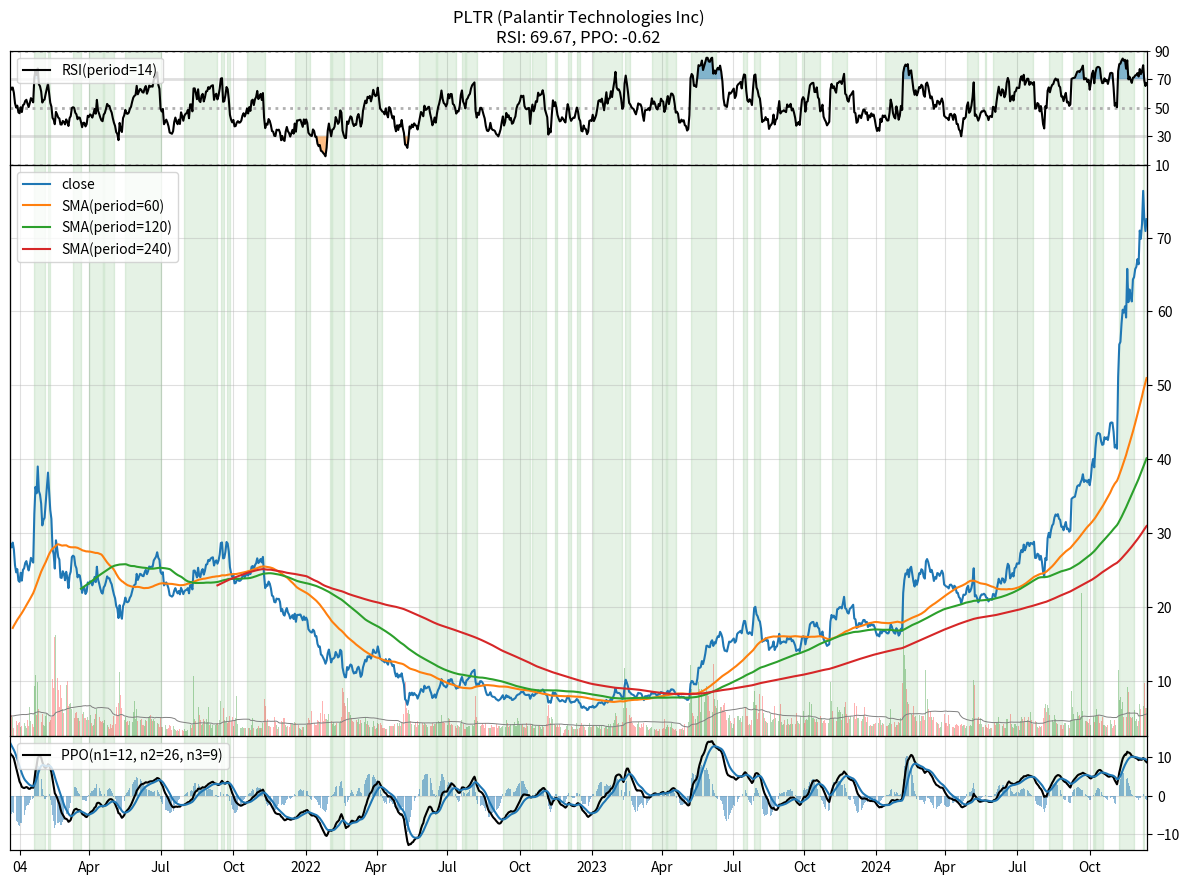 PLTR (Palantir Technologies Inc)
RSI: 69.67, PPO: -0.62
RSI(period=14)
90
70
50
30
10
close
SMA(period=60)
SMA(period=120)
SMA(period=240)
70
60
50
40
30
20
10
PPO(n1=12, n2=26, n3=9)
10
0
−10
04 Apr Jul Oct 2022 Apr Jul Oct 2023 Apr Jul Oct 2024 Apr Jul Oct